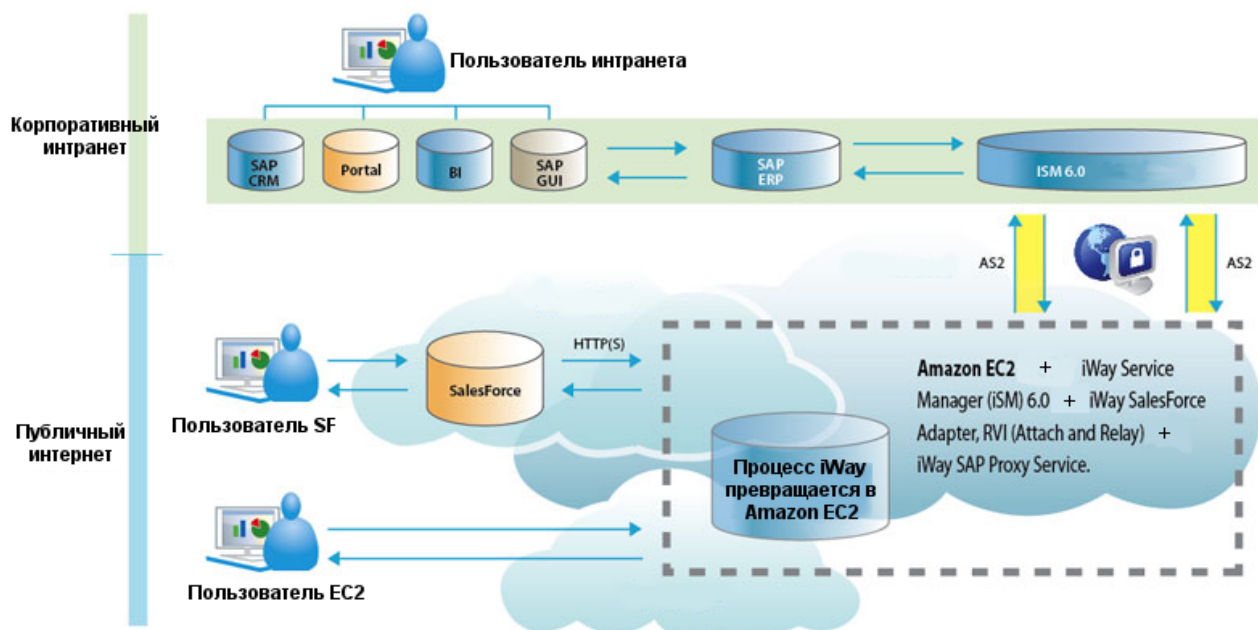 Пользователь интранета
Корпоративный
интранет
SAP
CRM
Portal
BI
SAP
GUI
SAP
ERP
ISM 6.0
AS2
AS2
HTTP(S)
SalesForce
Пользователь SF
Публичный
интернет
Amazon EC2 + iWay Service
Manager (iSM) 6.0 + iWay SalesForce
Adapter, RVI (Attach and Relay) +
iWay SAP Proxy Service.
Процесс iWay
превращается в
Amazon EC2
Пользователь EC2